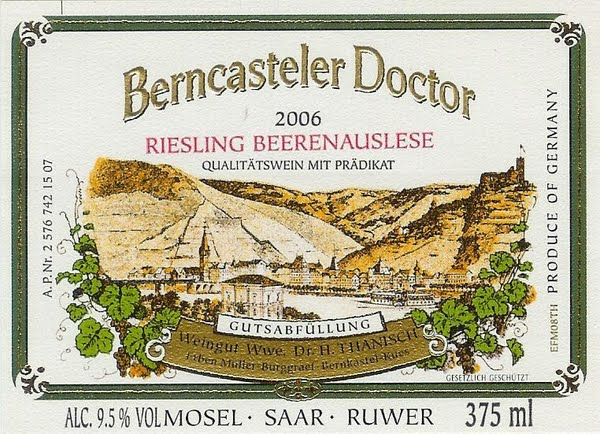 Berncasteler Doctor
2006
RIESLING BEERENAUSLESE
QUALITÄTSWEIN MIT PRÄDIKAT
A.P.Nr. 2 576 742 15 07
PRODUCE OF GERMANY
EFM08TH
GUTSABFÜLLUNG
Weingut Wwe. Dr. H. THANISCH
Erben Müller-Burggraef · Bernkastel-Kues
GESETZLICH GESCHÜTZT
ALC. 9.5 % VOL MOSEL · SAAR · RUWER 375 ml